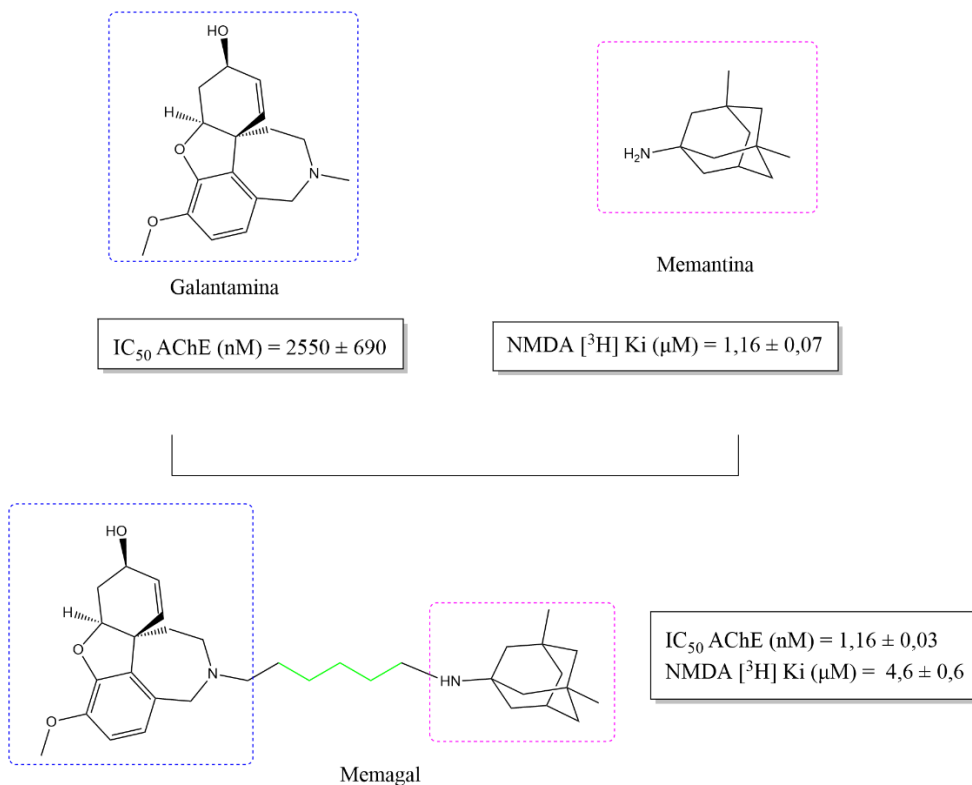 HO
H
O
N
O
H₂N
Galantamina
Memantina
IC₅₀ AChE (nM) = 2550 ± 690
NMDA [³H] Ki (μM) = 1,16 ± 0,07
HO
H
O
N
HN
O
IC₅₀ AChE (nM) = 1,16 ± 0,03
NMDA [³H] Ki (μM) = 4,6 ± 0,6
Memagal